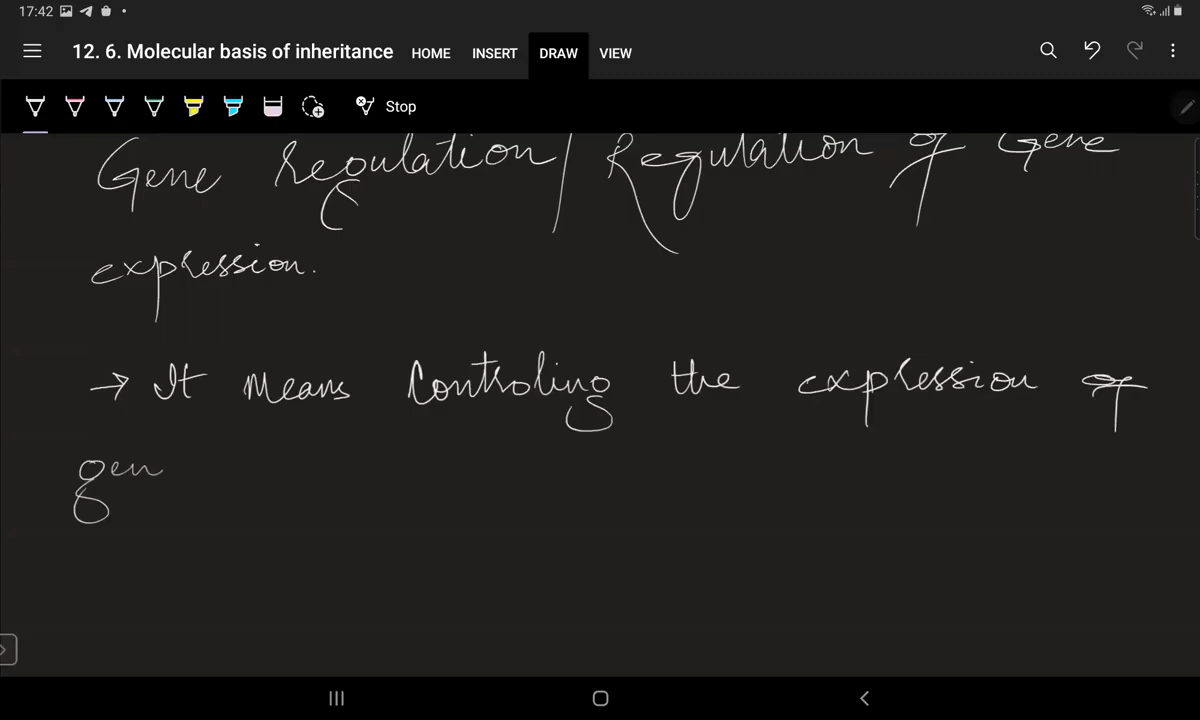 17:42
12. 6. Molecular basis of inheritance HOME INSERT DRAW VIEW
Stop
Gene Regulation / Regulation of Gene
expression.
→ It means Controling the expression of
gen